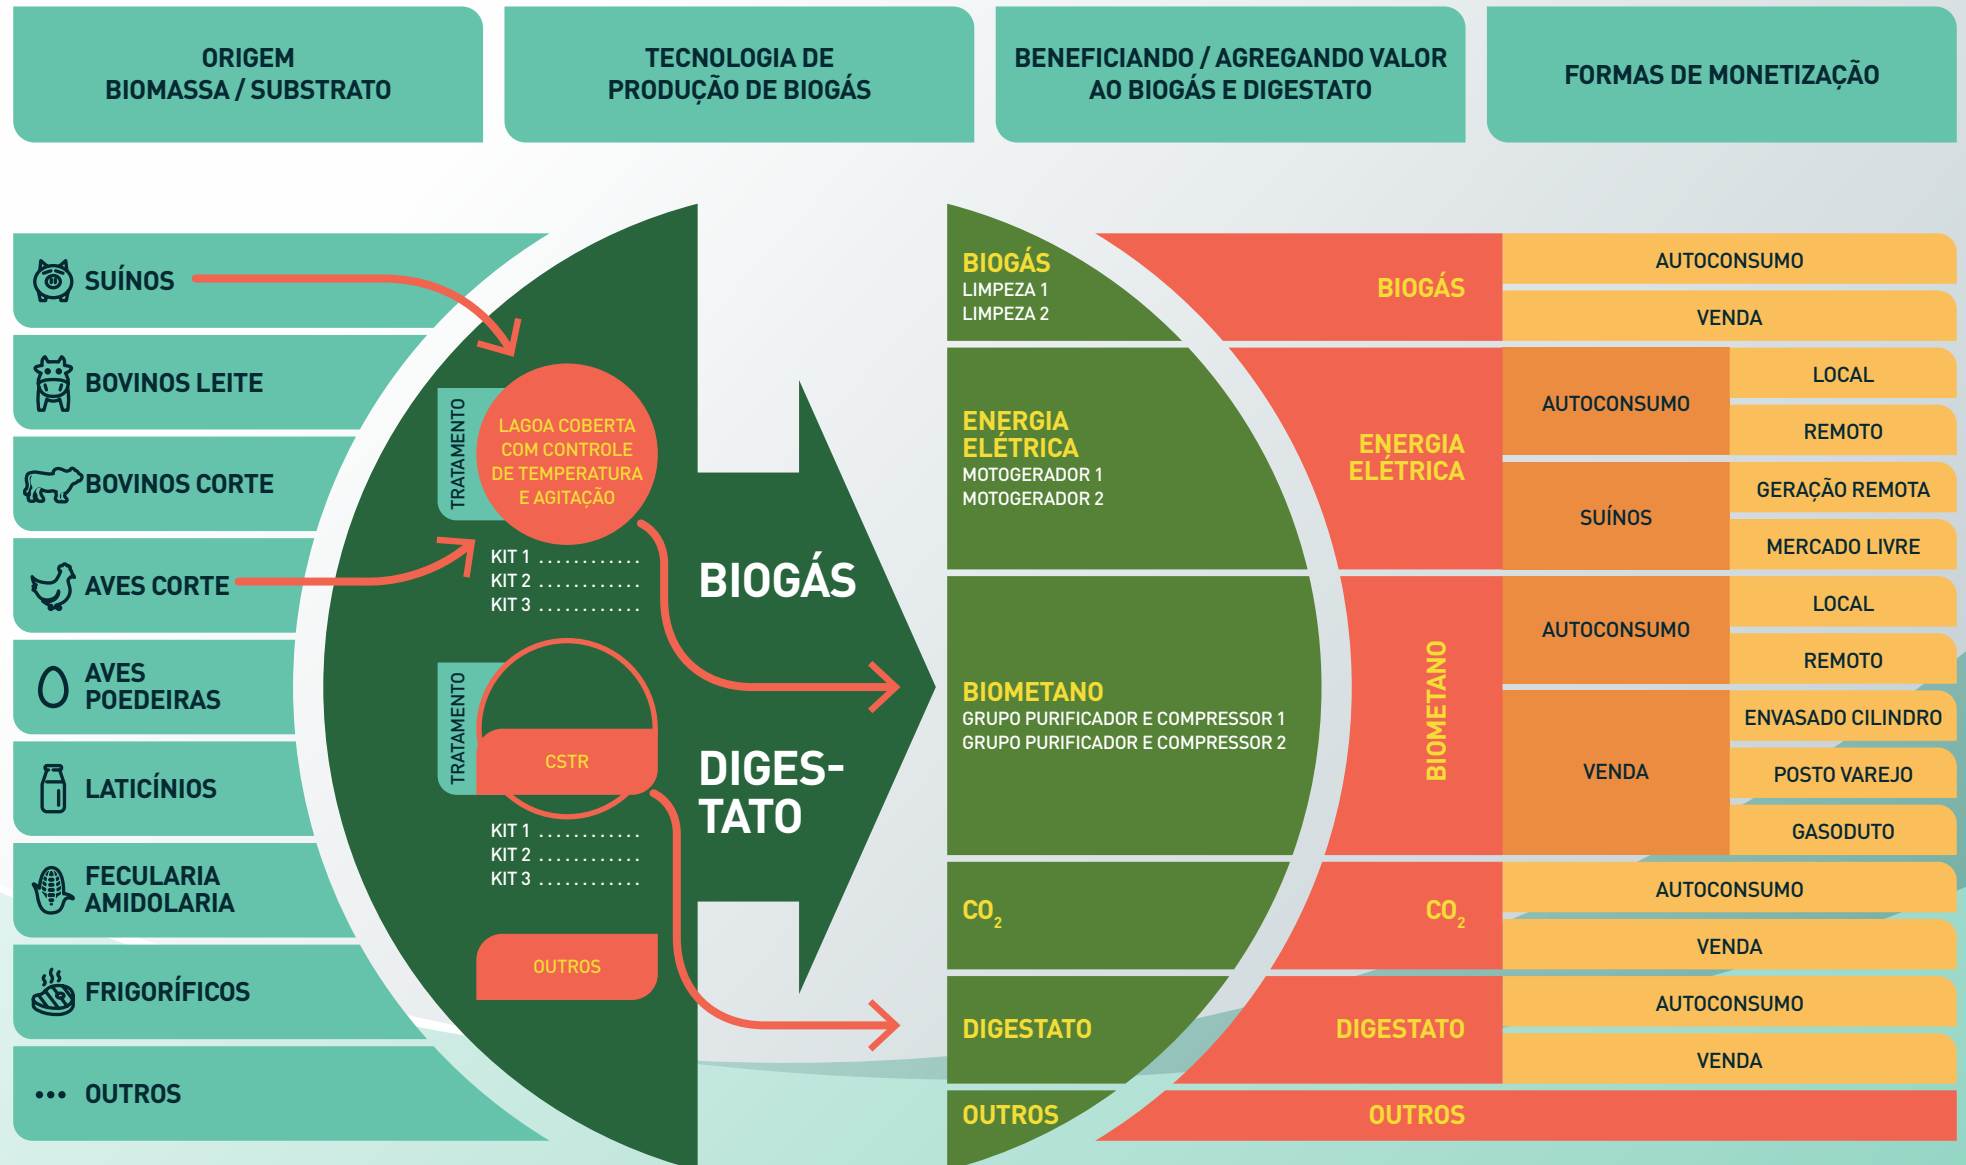 ORIGEM
BIOMASSA / SUBSTRATO
TECNOLOGIA DE
PRODUÇÃO DE BIOGÁS
BENEFICIANDO / AGREGANDO VALOR
AO BIOGÁS E DIGESTATO
FORMAS DE MONETIZAÇÃO
SUÍNOS
BOVINOS LEITE
BOVINOS CORTE
AVES CORTE
AVES
POEDEIRAS
LATICÍNIOS
FECULARIA
AMIDOLARIA
FRIGORÍFICOS
... OUTROS
TRATAMENTO
LAGOA COBERTA
COM CONTROLE
DE TEMPERATURA
E AGITAÇÃO
KIT 1 ............
KIT 2 ............
KIT 3 ............
TRATAMENTO
CSTR
KIT 1 ............
KIT 2 ............
KIT 3 ............
OUTROS
BIOGÁS
DIGES-
TATO
BIOGÁS
LIMPEZA 1
LIMPEZA 2
ENERGIA
ELÉTRICA
MOTOGERADOR 1
MOTOGERADOR 2
BIOMETANO
GRUPO PURIFICADOR E COMPRESSOR 1
GRUPO PURIFICADOR E COMPRESSOR 2
CO₂
DIGESTATO
OUTROS
BIOGÁS
AUTOCONSUMO
VENDA
ENERGIA
ELÉTRICA
AUTOCONSUMO
LOCAL
REMOTO
SUÍNOS
GERAÇÃO REMOTA
MERCADO LIVRE
BIOMETANO
AUTOCONSUMO
LOCAL
REMOTO
VENDA
ENVASADO CILINDRO
POSTO VAREJO
GASODUTO
CO₂
AUTOCONSUMO
VENDA
DIGESTATO
AUTOCONSUMO
VENDA
OUTROS